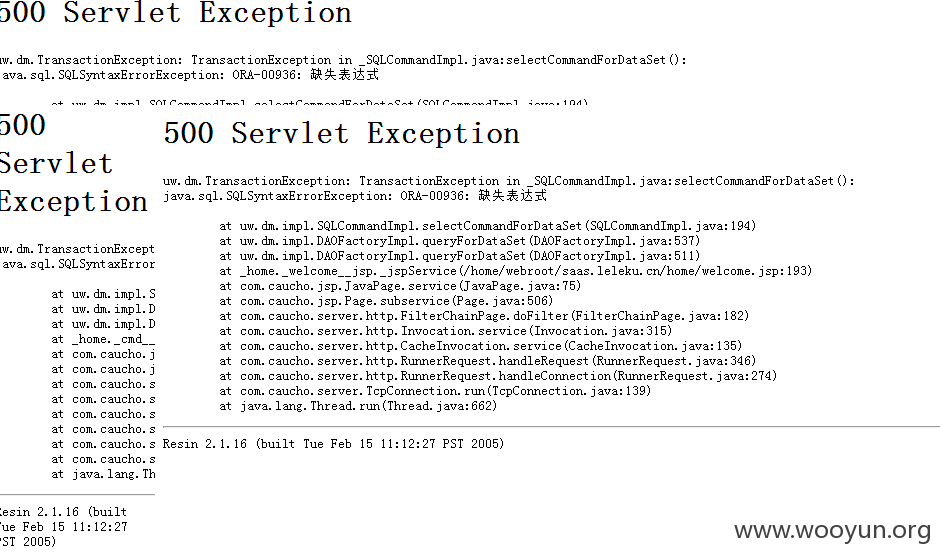 500 Servlet Exception
uw.dm.TransactionException: TransactionException in _SQLCommandImpl.java:selectCommandForDataSet():
java.sql.SQLSyntaxErrorException: ORA-00936: 缺失表达式
at uw.dm.impl.SQLCommandImpl.selectCommandForDataSet(SQLCommandImpl.java:194)
500
Servlet
Exception
uw.dm.TransactionExcept
java.sql.SQLSyntaxError
at uw.dm.impl.S
at uw.dm.impl.D
at uw.dm.impl.D
at _home._cmd__
at com.caucho.j
at com.caucho.j
at com.caucho.s
at com.caucho.s
at com.caucho.s
at com.caucho.s
at com.caucho.s
at com.caucho.s
at java.lang.Th
Resin 2.1.16 (built
Tue Feb 15 11:12:27
PST 2005)
500 Servlet Exception
uw.dm.TransactionException: TransactionException in _SQLCommandImpl.java:selectCommandForDataSet():
java.sql.SQLSyntaxErrorException: ORA-00936: 缺失表达式
at uw.dm.impl.SQLCommandImpl.selectCommandForDataSet(SQLCommandImpl.java:194)
at uw.dm.impl.DAOFactoryImpl.queryForDataSet(DAOFactoryImpl.java:537)
at uw.dm.impl.DAOFactoryImpl.queryForDataSet(DAOFactoryImpl.java:511)
at _home._welcome__jsp._jspService(/home/webroot/saas.leleku.cn/home/welcome.jsp:193)
at com.caucho.jsp.JavaPage.service(JavaPage.java:75)
at com.caucho.jsp.Page.subservice(Page.java:506)
at com.caucho.server.http.FilterChainPage.doFilter(FilterChainPage.java:182)
at com.caucho.server.http.Invocation.service(Invocation.java:315)
at com.caucho.server.http.CacheInvocation.service(CacheInvocation.java:135)
at com.caucho.server.http.RunnerRequest.handleRequest(RunnerRequest.java:346)
at com.caucho.server.http.RunnerRequest.handleConnection(RunnerRequest.java:274)
at com.caucho.server.TcpConnection.run(TcpConnection.java:139)
at java.lang.Thread.run(Thread.java:662)
Resin 2.1.16 (built Tue Feb 15 11:12:27 PST 2005)
www.wooyun.org